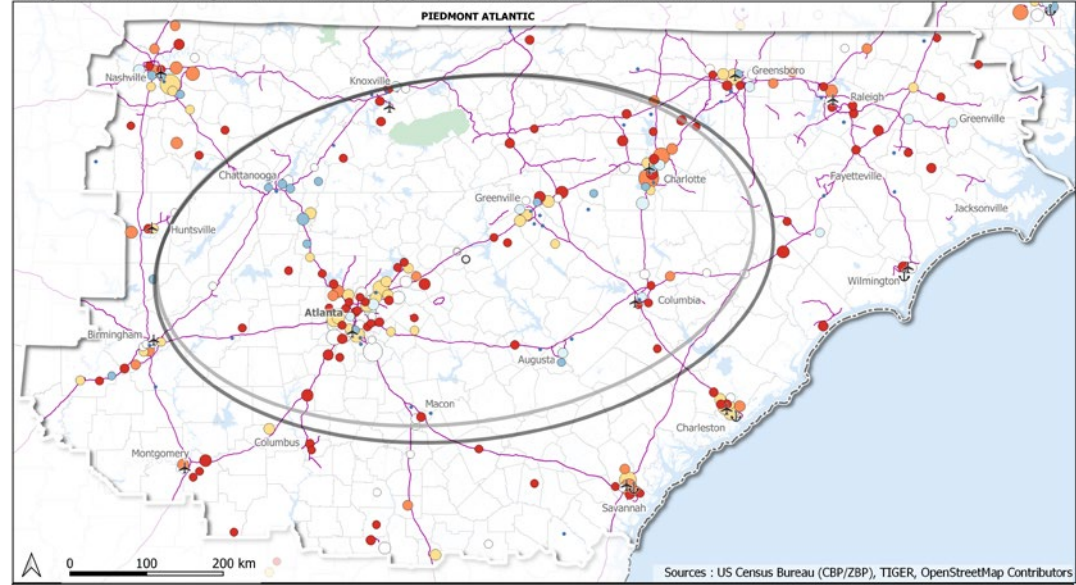 PIEDMONT ATLANTIC
Nashville
Knoxville
Greensboro
Raleigh
Greenville
Chattanooga
Greenville
Charlotte
Fayetteville
Jacksonville
Huntsville
Wilmington
Atlanta
Columbia
Birmingham
Augusta
Macon
Charleston
Columbus
Montgomery
Savannah
0 100 200 km
Sources : US Census Bureau (CBP/ZBP), TIGER, OpenStreetMap Contributors